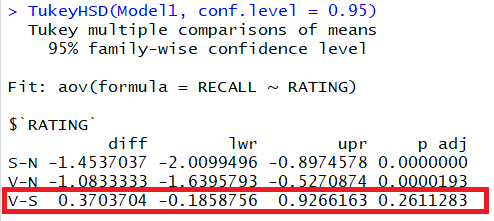 > TukeyHSD(Model1, conf.level = 0.95)
Tukey multiple comparisons of means
95% family-wise confidence level
Fit: aov(formula = RECALL ~ RATING)
$`RATING`
diff lwr upr p adj
S-N -1.4537037 -2.0099496 -0.8974578 0.0000000
V-N -1.0833333 -1.6395793 -0.5270874 0.0000193
V-S 0.3703704 -0.1858756 0.9266163 0.2611283